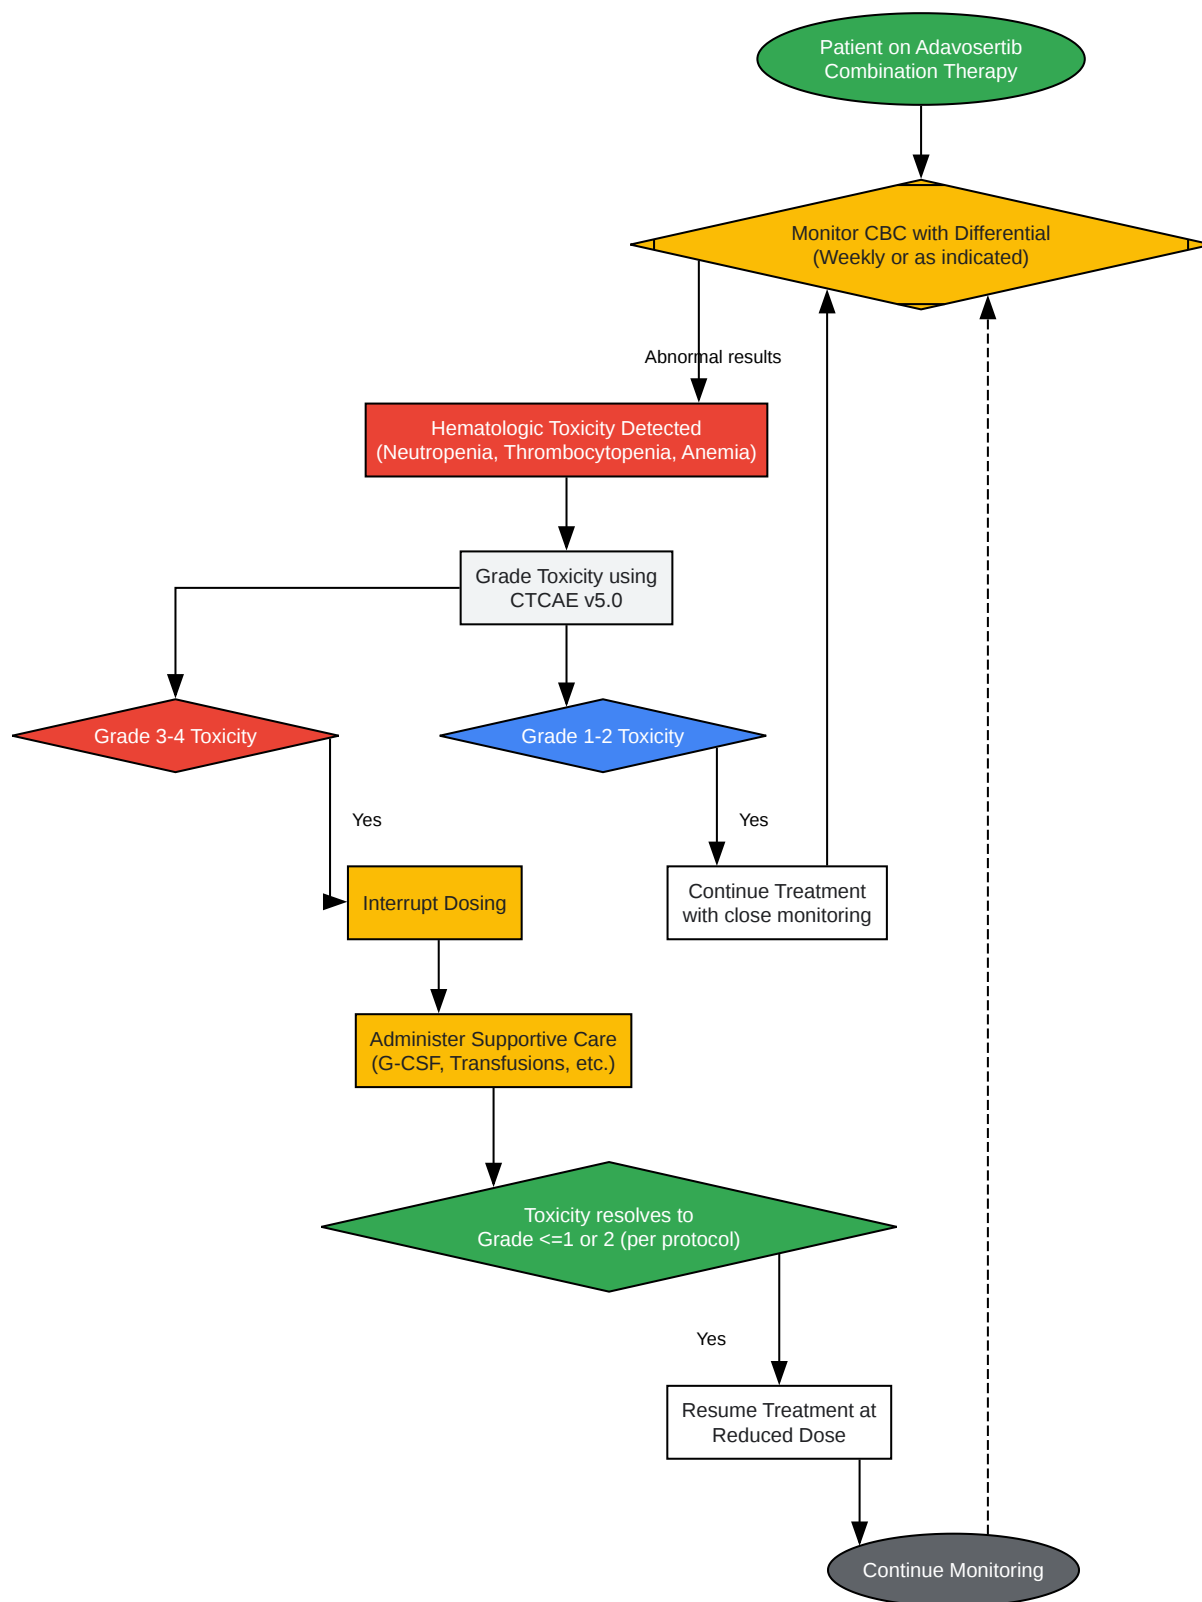 Patient on Adavosertib
Combination Therapy
Monitor CBC with Differential
(Weekly or as indicated)
Abnormal results
Hematologic Toxicity Detected
(Neutropenia, Thrombocytopenia, Anemia)
Grade Toxicity using
CTCAE v5.0
Grade 3-4 Toxicity
Grade 1-2 Toxicity
Yes
Yes
Interrupt Dosing
Continue Treatment
with close monitoring
Administer Supportive Care
(G-CSF, Transfusions, etc.)
Toxicity resolves to
Grade <=1 or 2 (per protocol)
Yes
Resume Treatment at
Reduced Dose
Continue Monitoring